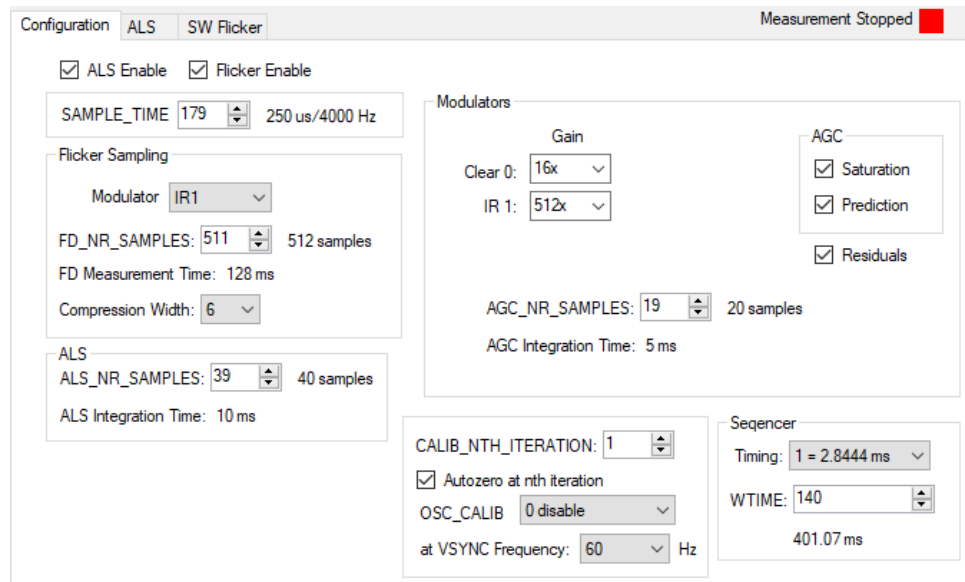 Configuration ALS SW Flicker Measurement Stopped
ALS Enable Flicker Enable
SAMPLE_TIME 179 250 us/4000 Hz
Flicker Sampling
Modulator IR1
FD_NR_SAMPLES: 511 512 samples
FD Measurement Time: 128 ms
Compression Width: 6
ALS
ALS_NR_SAMPLES: 39 40 samples
ALS Integration Time: 10 ms
Modulators
Gain
Clear 0: 16x
IR 1: 512x
AGC
Saturation
Prediction
Residuals
AGC_NR_SAMPLES: 19 20 samples
AGC Integration Time: 5 ms
CALIB_NTH_ITERATION: 1
Autozero at nth iteration
OSC_CALIB 0 disable
at VSYNC Frequency: 60 Hz
Seqencer
Timing: 1 = 2.8444 ms
WTIME: 140
401.07 ms